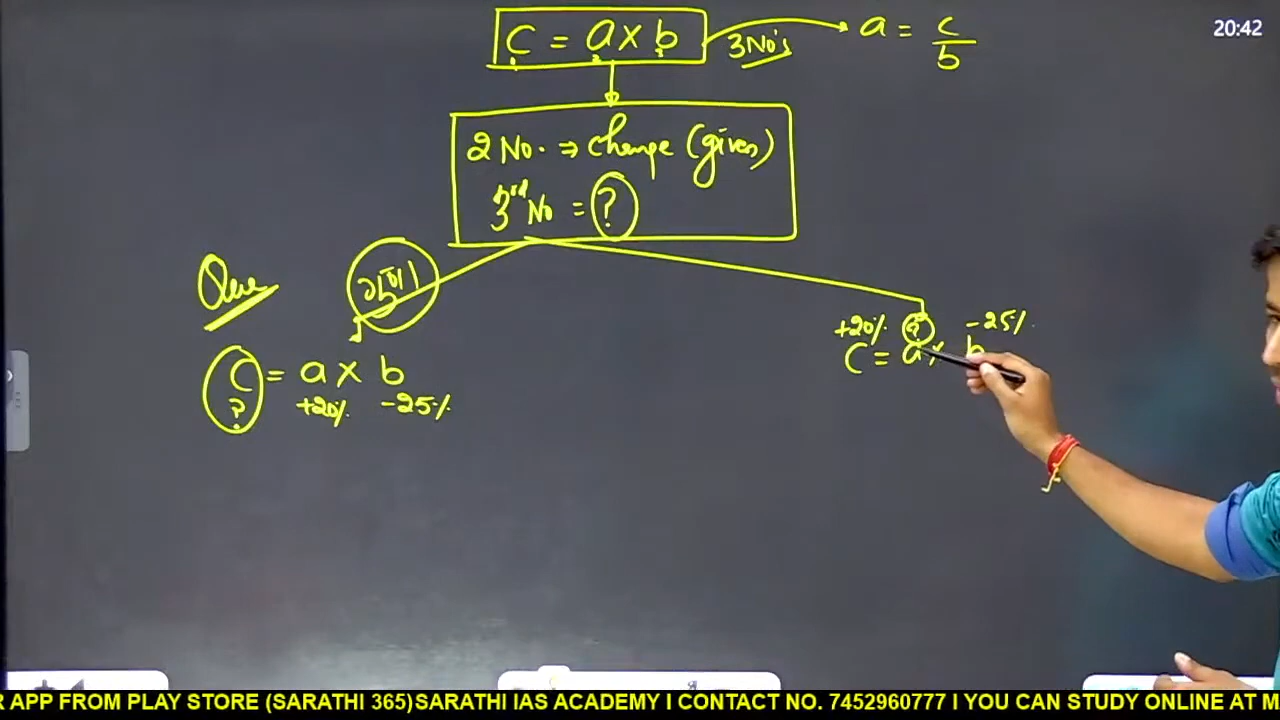 20:42
C = a x b
3 No's
a = c/b
2 No. ⇒ change (given)
3rd No = ?
Que
C = a x b
? +20% -25%
+20% ? -25%
C = a x b
R APP FROM PLAY STORE (SARATHI 365)SARATHI IAS ACADEMY I CONTACT NO. 7452960777 I YOU CAN STUDY ONLINE AT M